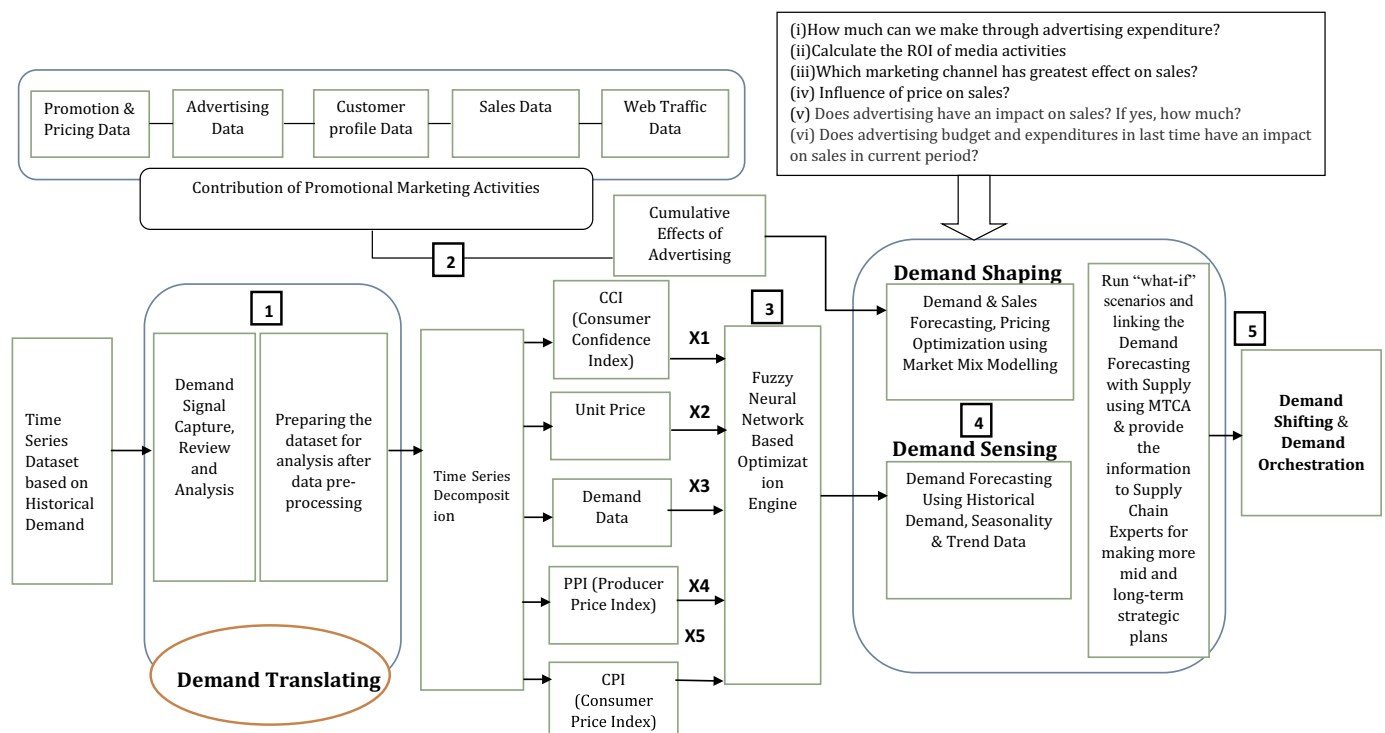 (i)How much can we make through advertising expenditure?
(ii)Calculate the ROI of media activities
(iii)Which marketing channel has greatest effect on sales?
(iv) Influence of price on sales?
(v) Does advertising have an impact on sales? If yes, how much?
(vi) Does advertising budget and expenditures in last time have an impact
on sales in current period?
Promotion &
Pricing Data
Advertising
Data
Customer
profile Data
Sales Data
Web Traffic
Data
Contribution of Promotional Marketing Activities
2
Cumulative
Effects of
Advertising
Time
Series
Dataset
based on
Historical
Demand
1
Demand
Signal
Capture,
Review
and
Analysis
Preparing the
dataset for
analysis after
data pre-
processing
Demand Translating
Time Series
Decomposit
ion
CCI
(Consumer
Confidence
Index)
X1
Unit Price
X2
Demand
Data
X3
PPI (Producer
Price Index)
X4
X5
CPI
(Consumer
Price Index)
3
Fuzzy
Neural
Network
Based
Optimizat
ion
Engine
Demand Shaping
Demand & Sales
Forecasting, Pricing
Optimization using
Market Mix Modelling
4
Demand Sensing
Demand Forecasting
Using Historical
Demand, Seasonality
& Trend Data
Run “what-if”
scenarios and
linking the
Demand
Forecasting
with Supply
using MTCA
& provide
the
information
to Supply
Chain
Experts for
making more
mid and
long-term
strategic
plans
5
Demand
Shifting &
Demand
Orchestration